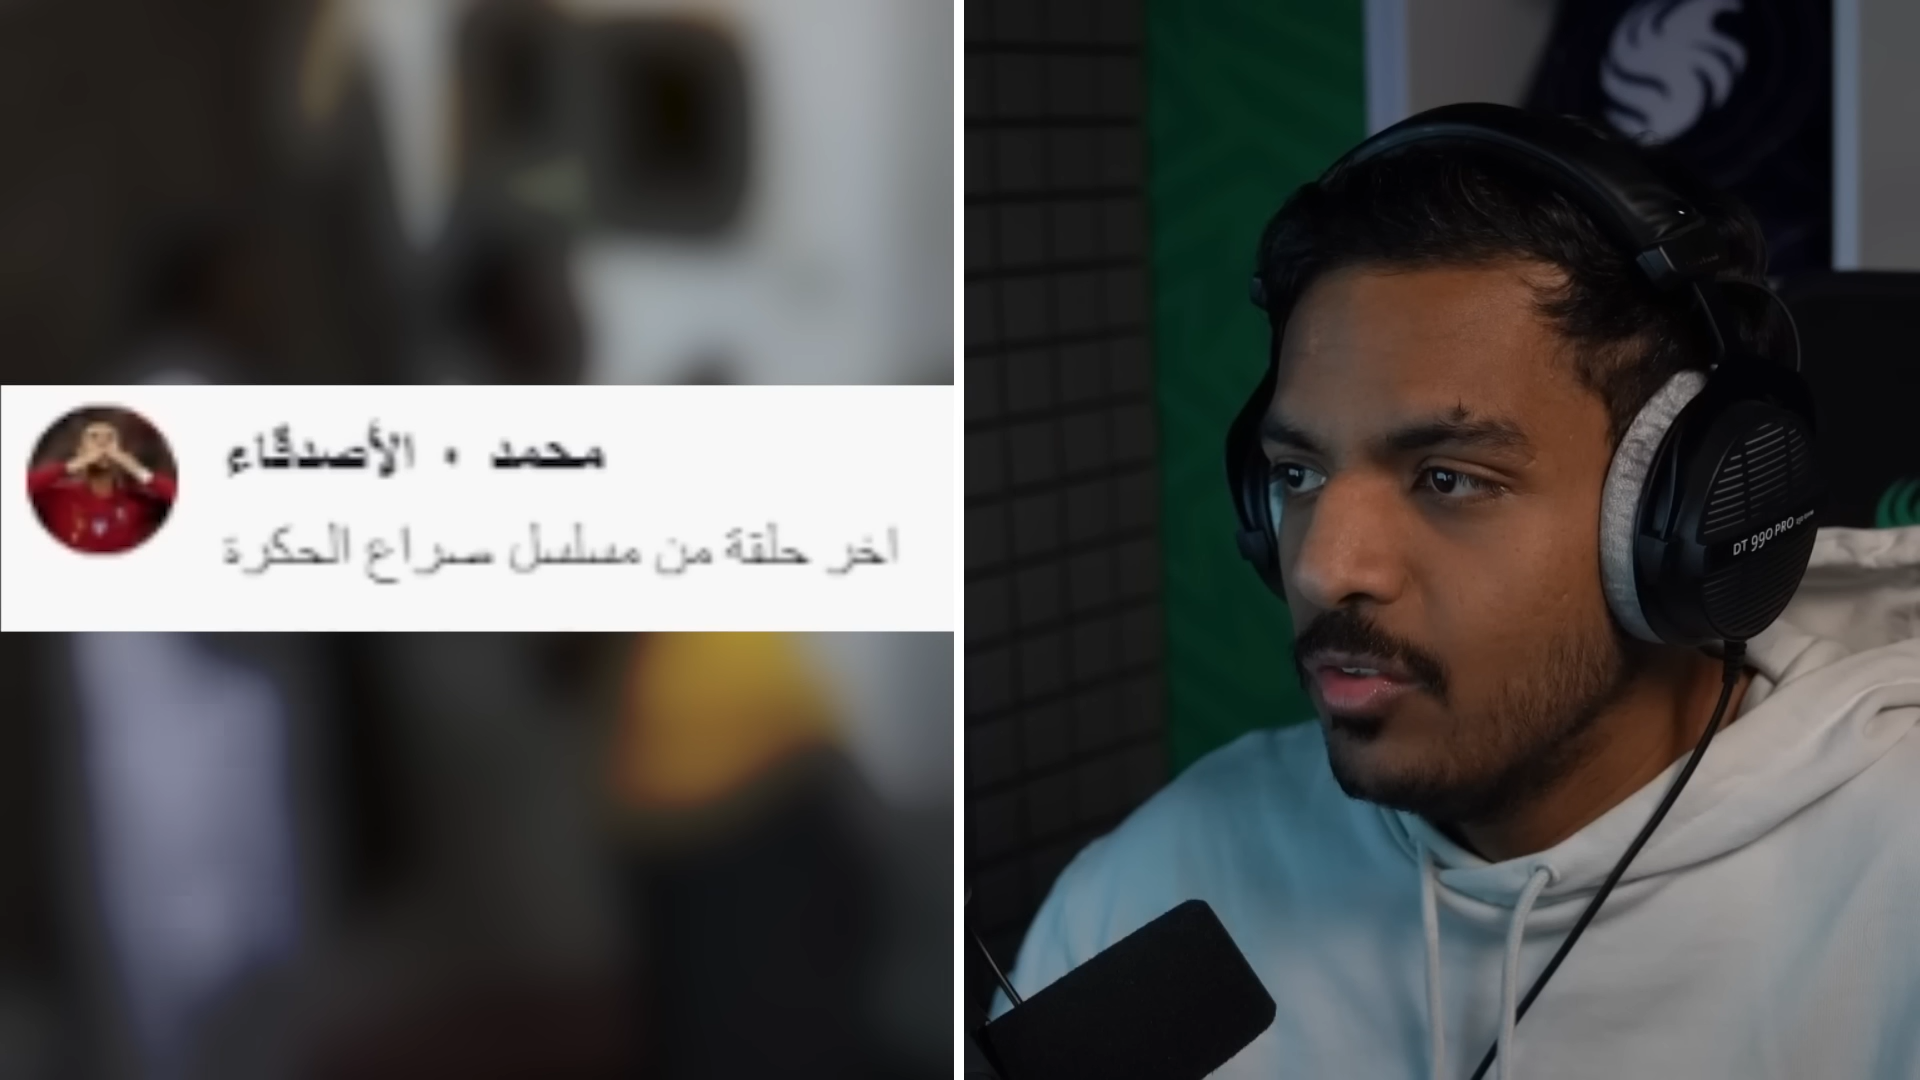 محمد • الأصدقاء
اخر حلقة من مسلسل سراع الحكرة
DT 990 PRO